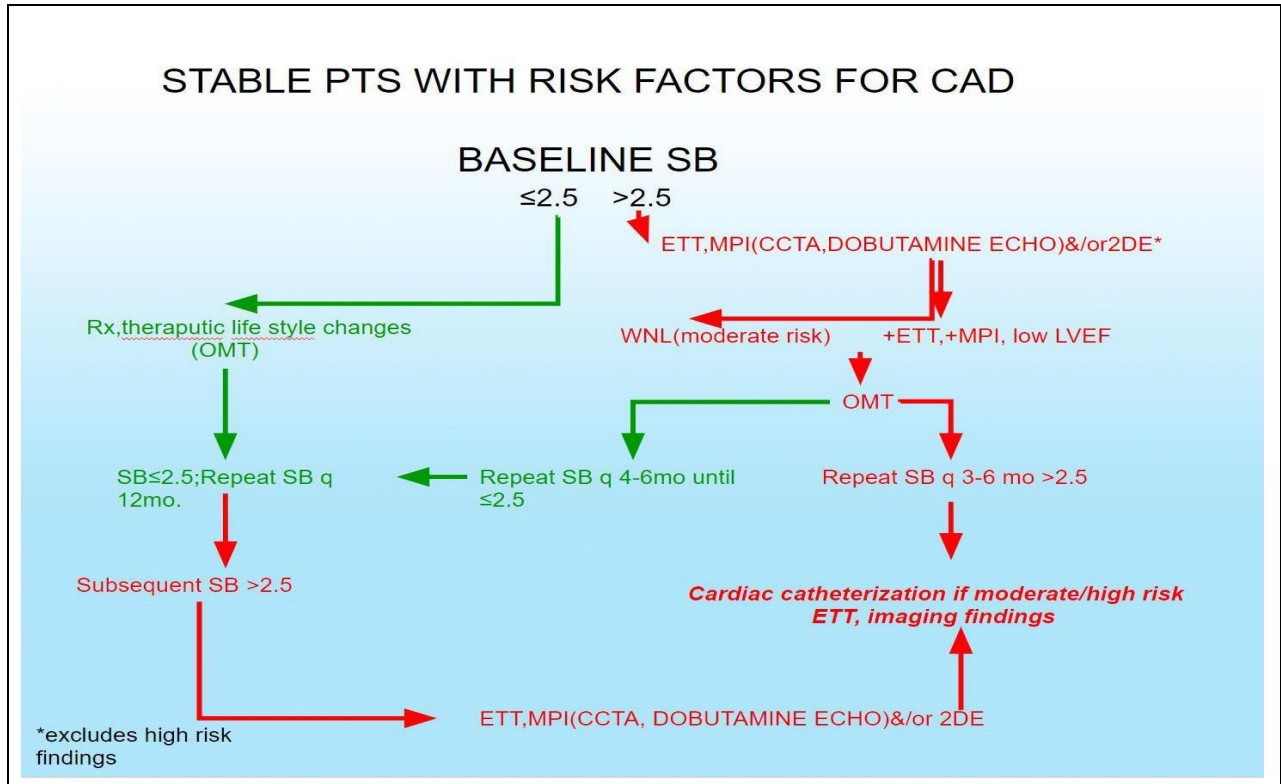 STABLE PTS WITH RISK FACTORS FOR CAD
BASELINE SB
≤2.5 >2.5
ETT,MPI(CCTA,DOBUTAMINE ECHO)&/or2DE*
Rx,theraputic life style changes
(OMT)
WNL(moderate risk) +ETT,+MPI, low LVEF
OMT
SB≤2.5;Repeat SB q
12mo.
Repeat SB q 4-6mo until
≤2.5
Repeat SB q 3-6 mo >2.5
Subsequent SB >2.5
Cardiac catheterization if moderate/high risk
ETT, imaging findings
ETT,MPI(CCTA, DOBUTAMINE ECHO)&/or 2DE
*excludes high risk
findings